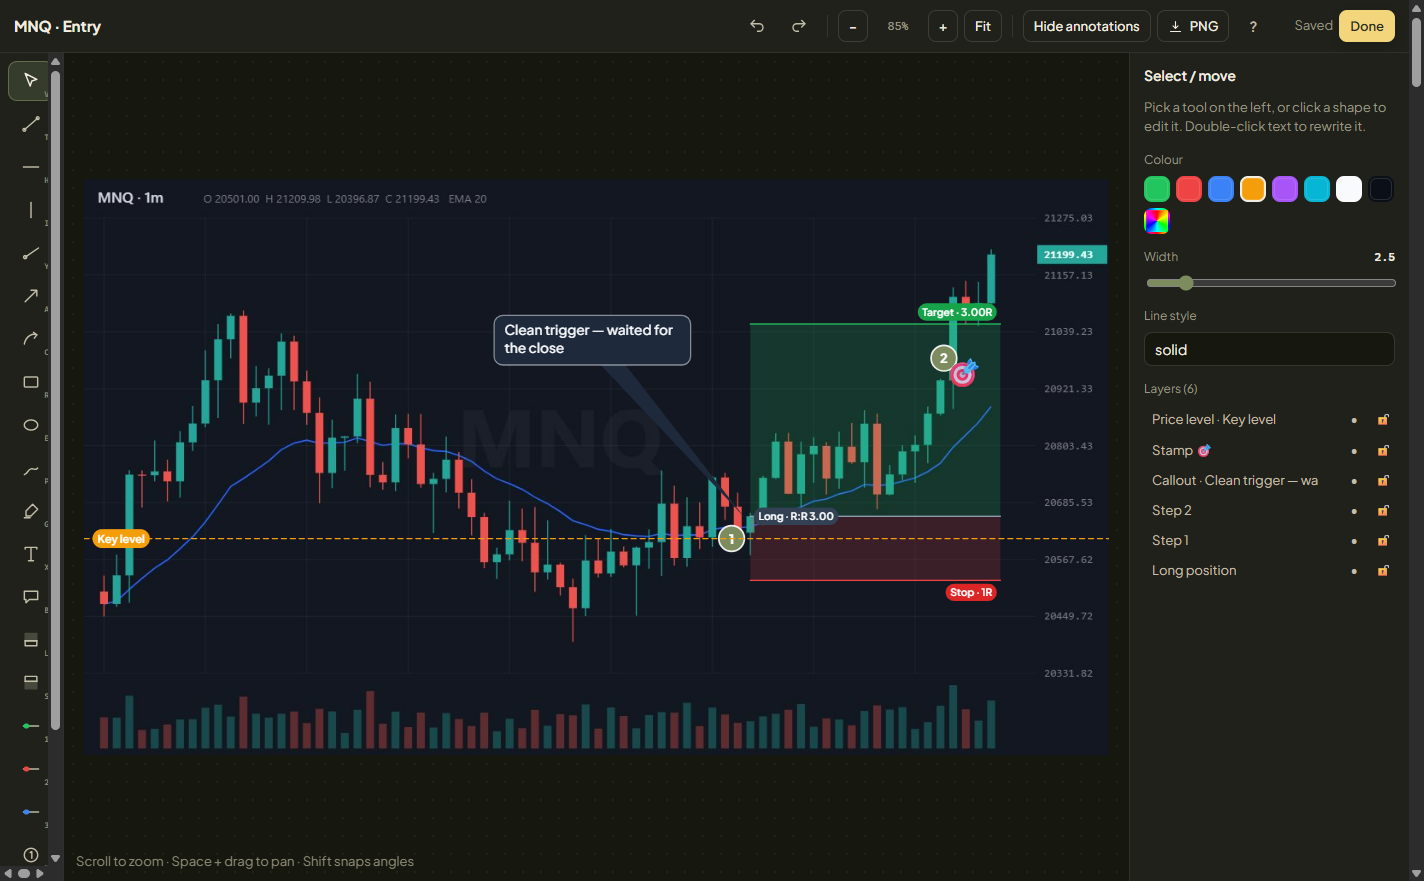 MNQ · Entry
85%
Fit
Hide annotations
PNG
?
Saved
Done
Select / move
Pick a tool on the left, or click a shape to
edit it. Double-click text to rewrite it.
Colour
Width
2.5
Line style
solid
Layers (6)
Price level · Key level
Stamp
Callout · Clean trigger — wa
Step 2
Step 1
Long position
MNQ · 1m
O 20501.00 H 21209.98 L 20396.87 C 21199.43 EMA 20
21275.03
21199.43
21157.13
21039.23
20921.33
20803.43
20685.53
20567.62
20449.72
20331.82
Target · 3.00R
Clean trigger — waited for
the close
2
MNQ
Long · R:R 3.00
Key level
1
Stop · 1R
Scroll to zoom · Space + drag to pan · Shift snaps angles